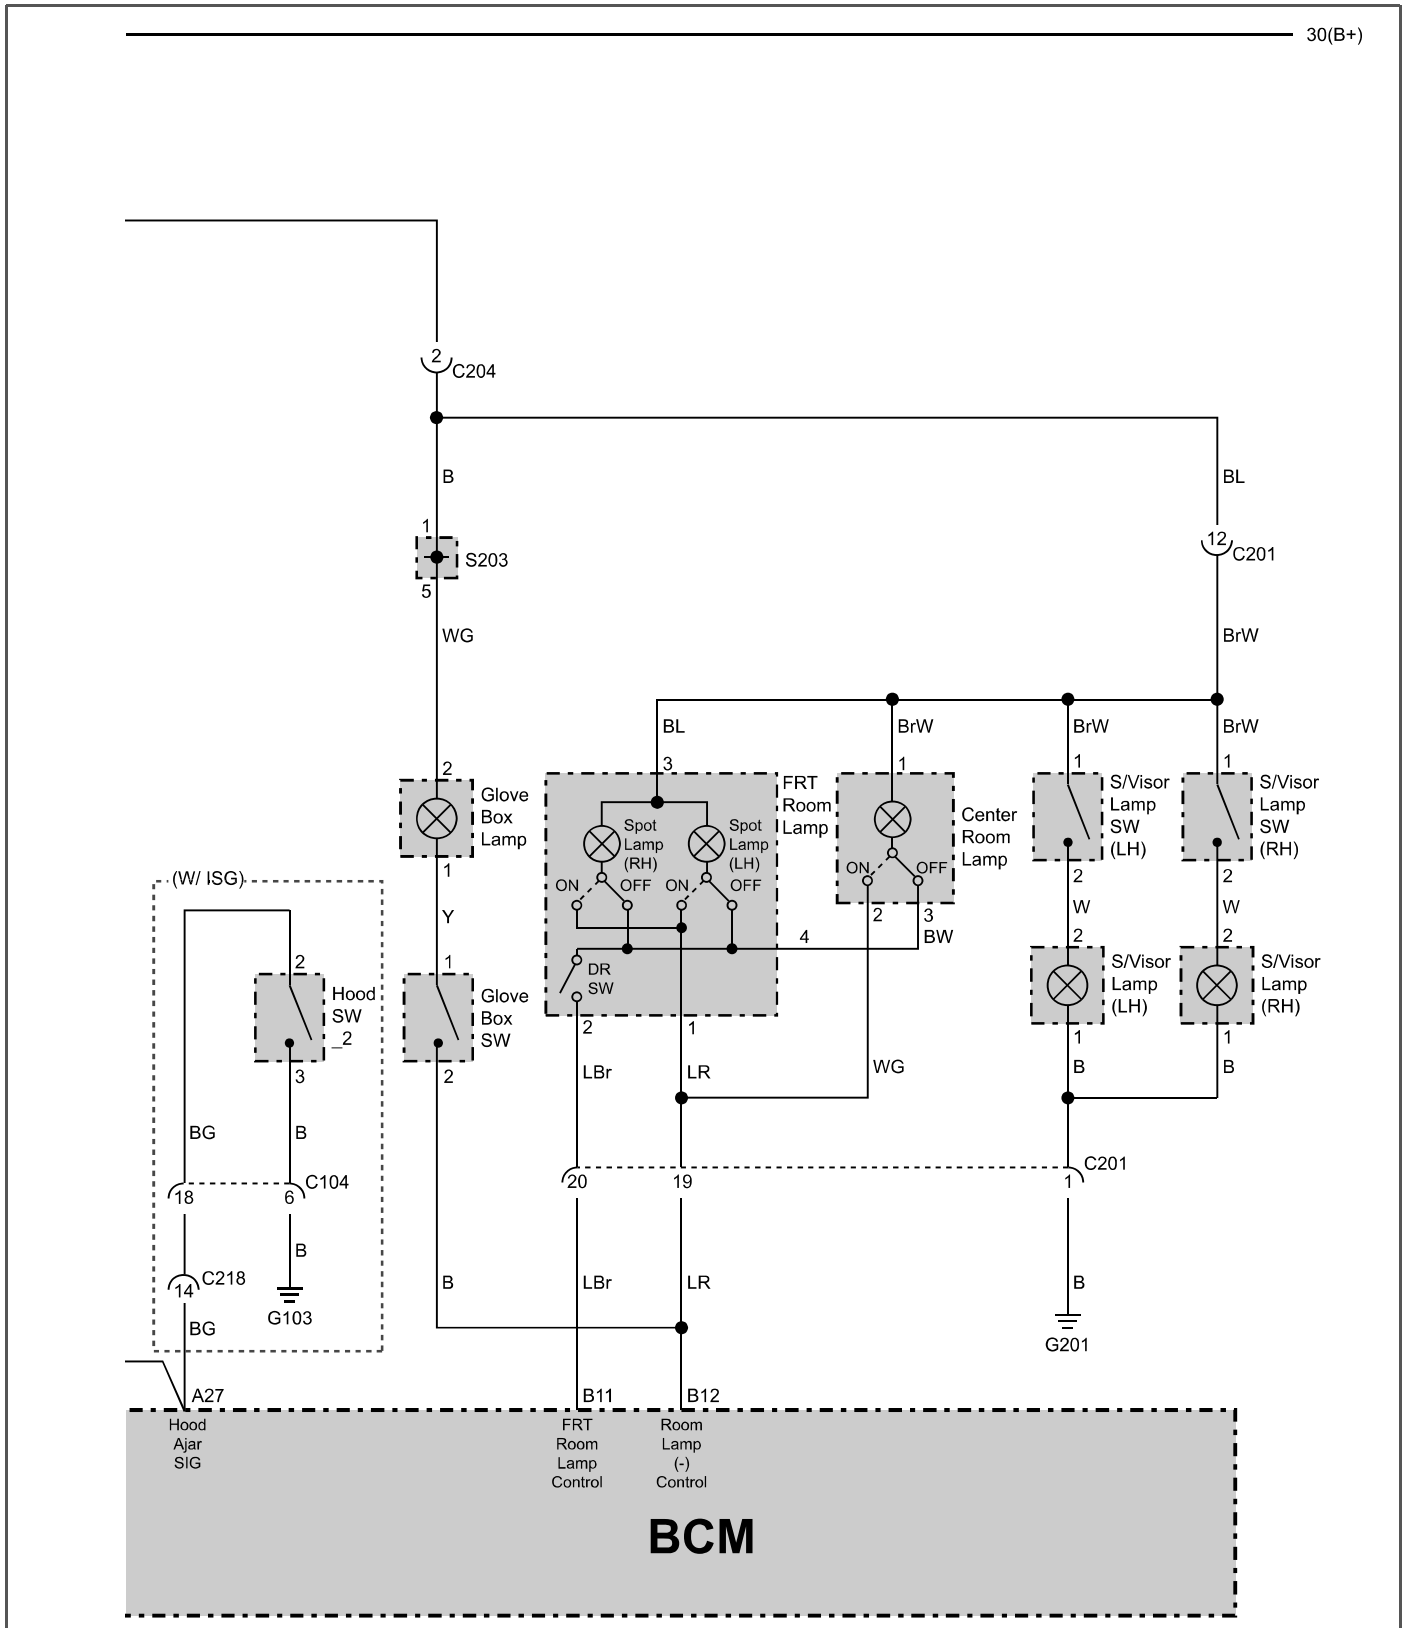 30(B+)
2
C204
B
BL
1
S203
5
12
C201
WG
BrW
BL
BrW
BrW
BrW
2
3
1
1
1
Glove
Box
Lamp
FRT
Room
Lamp
Center
Room
Lamp
S/Visor
Lamp
SW
(LH)
S/Visor
Lamp
SW
(RH)
Spot
Lamp
(RH)
Spot
Lamp
(LH)
ON
OFF
ON
OFF
ON
OFF
1
2
2
(W/ ISG)
Y
2
3
W
W
4
BW
2
2
2
1
Hood
SW
_2
Glove
Box
SW
DR
SW
S/Visor
Lamp
(LH)
S/Visor
Lamp
(RH)
3
2
2
1
1
1
LBr
LR
WG
B
B
BG
B
C104
C201
18
6
20
19
1
B
C218
14
G103
B
LBr
LR
B
BG
G201
A27
B11
B12
Hood
Ajar
SIG
FRT
Room
Lamp
Control
Room
Lamp
(-)
Control
BCM